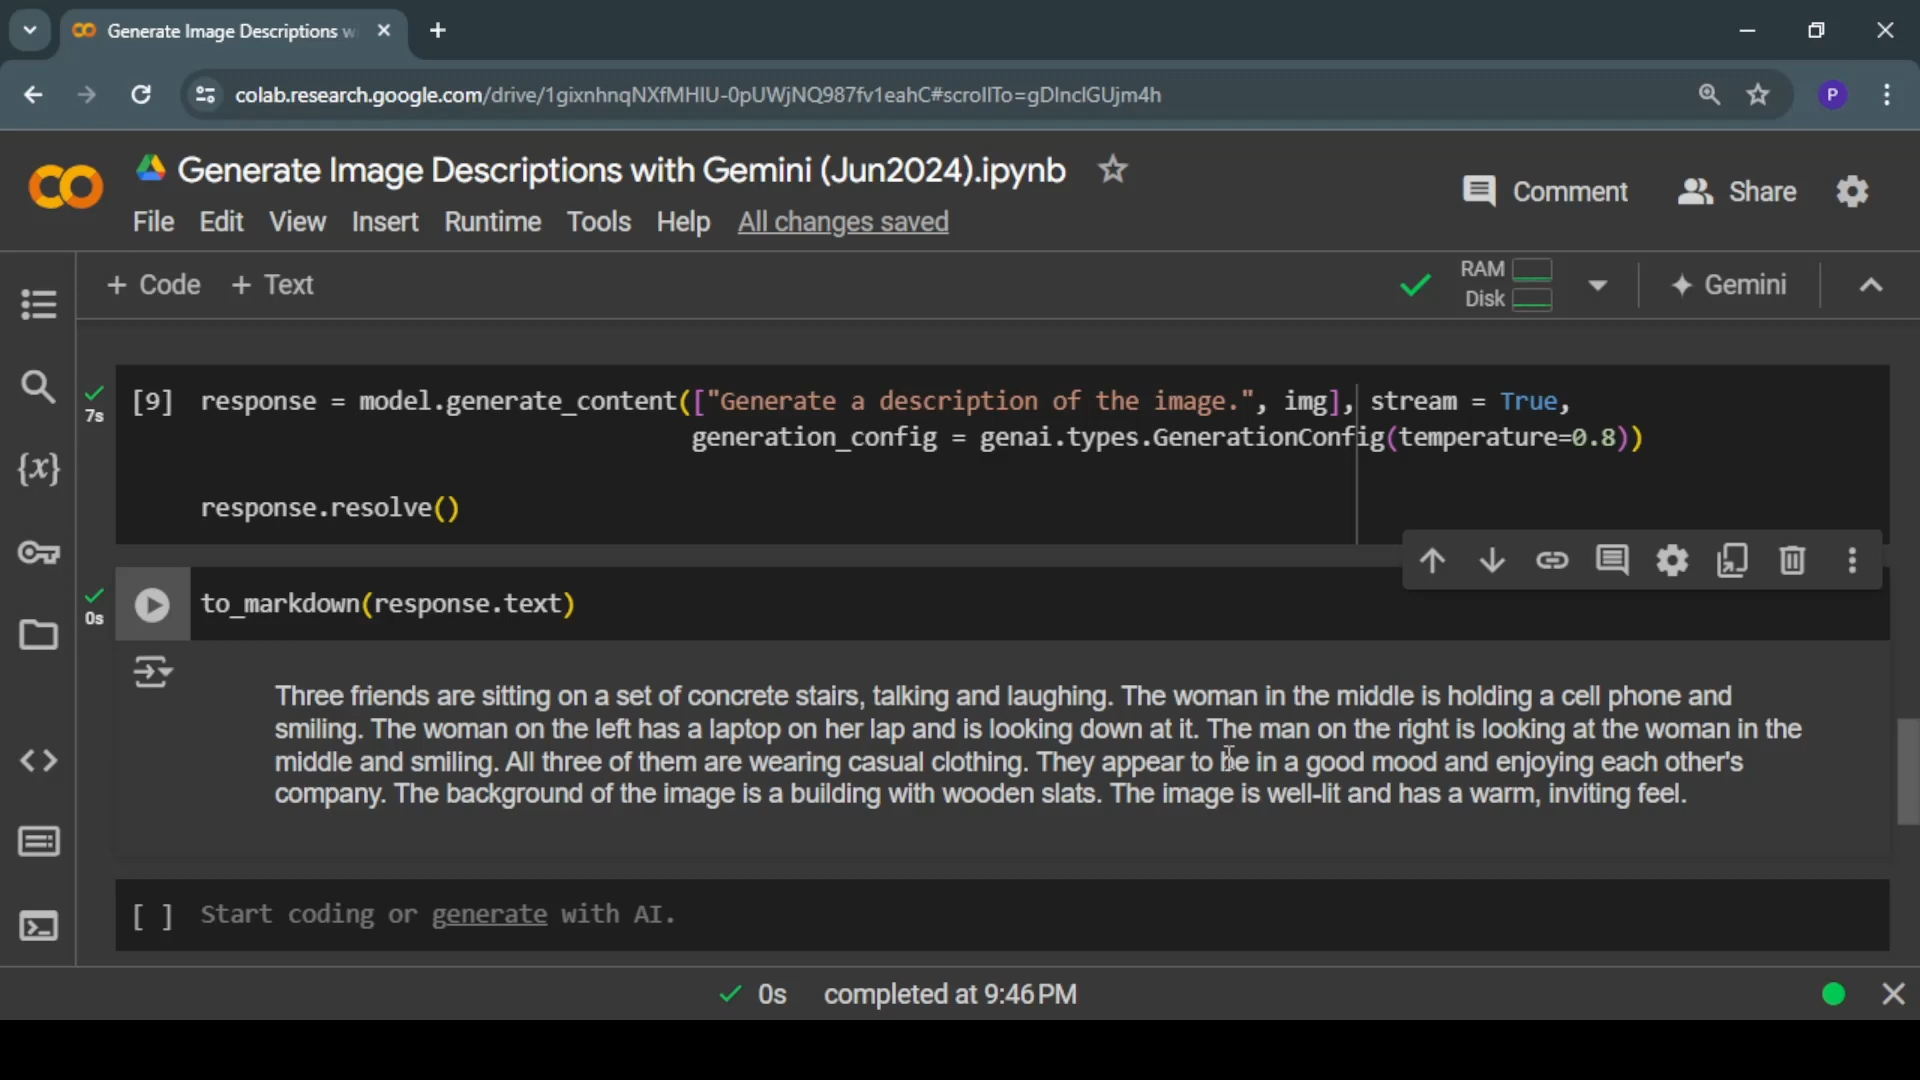 Generate Image Descriptions w
colab.research.google.com/drive/1gixnhnqNXfMHIU-0pUWjNQ987fv1eahC#scrollTo=gDInclGUjm4h
P
Generate Image Descriptions with Gemini (Jun2024).ipynb
Comment
Share
File Edit View Insert Runtime Tools Help All changes saved
+ Code + Text
RAM
Disk
Gemini
{x}
7s
[9] response = model.generate_content(["Generate a description of the image.", img], stream = True,
generation_config = genai.types.GenerationConfig(temperature=0.8))
response.resolve()
0s
to_markdown(response.text)
Three friends are sitting on a set of concrete stairs, talking and laughing. The woman in the middle is holding a cell phone and
smiling. The woman on the left has a laptop on her lap and is looking down at it. The man on the right is looking at the woman in the
middle and smiling. All three of them are wearing casual clothing. They appear to be in a good mood and enjoying each other's
company. The background of the image is a building with wooden slats. The image is well-lit and has a warm, inviting feel.
[ ] Start coding or generate with AI.
0s completed at 9:46 PM